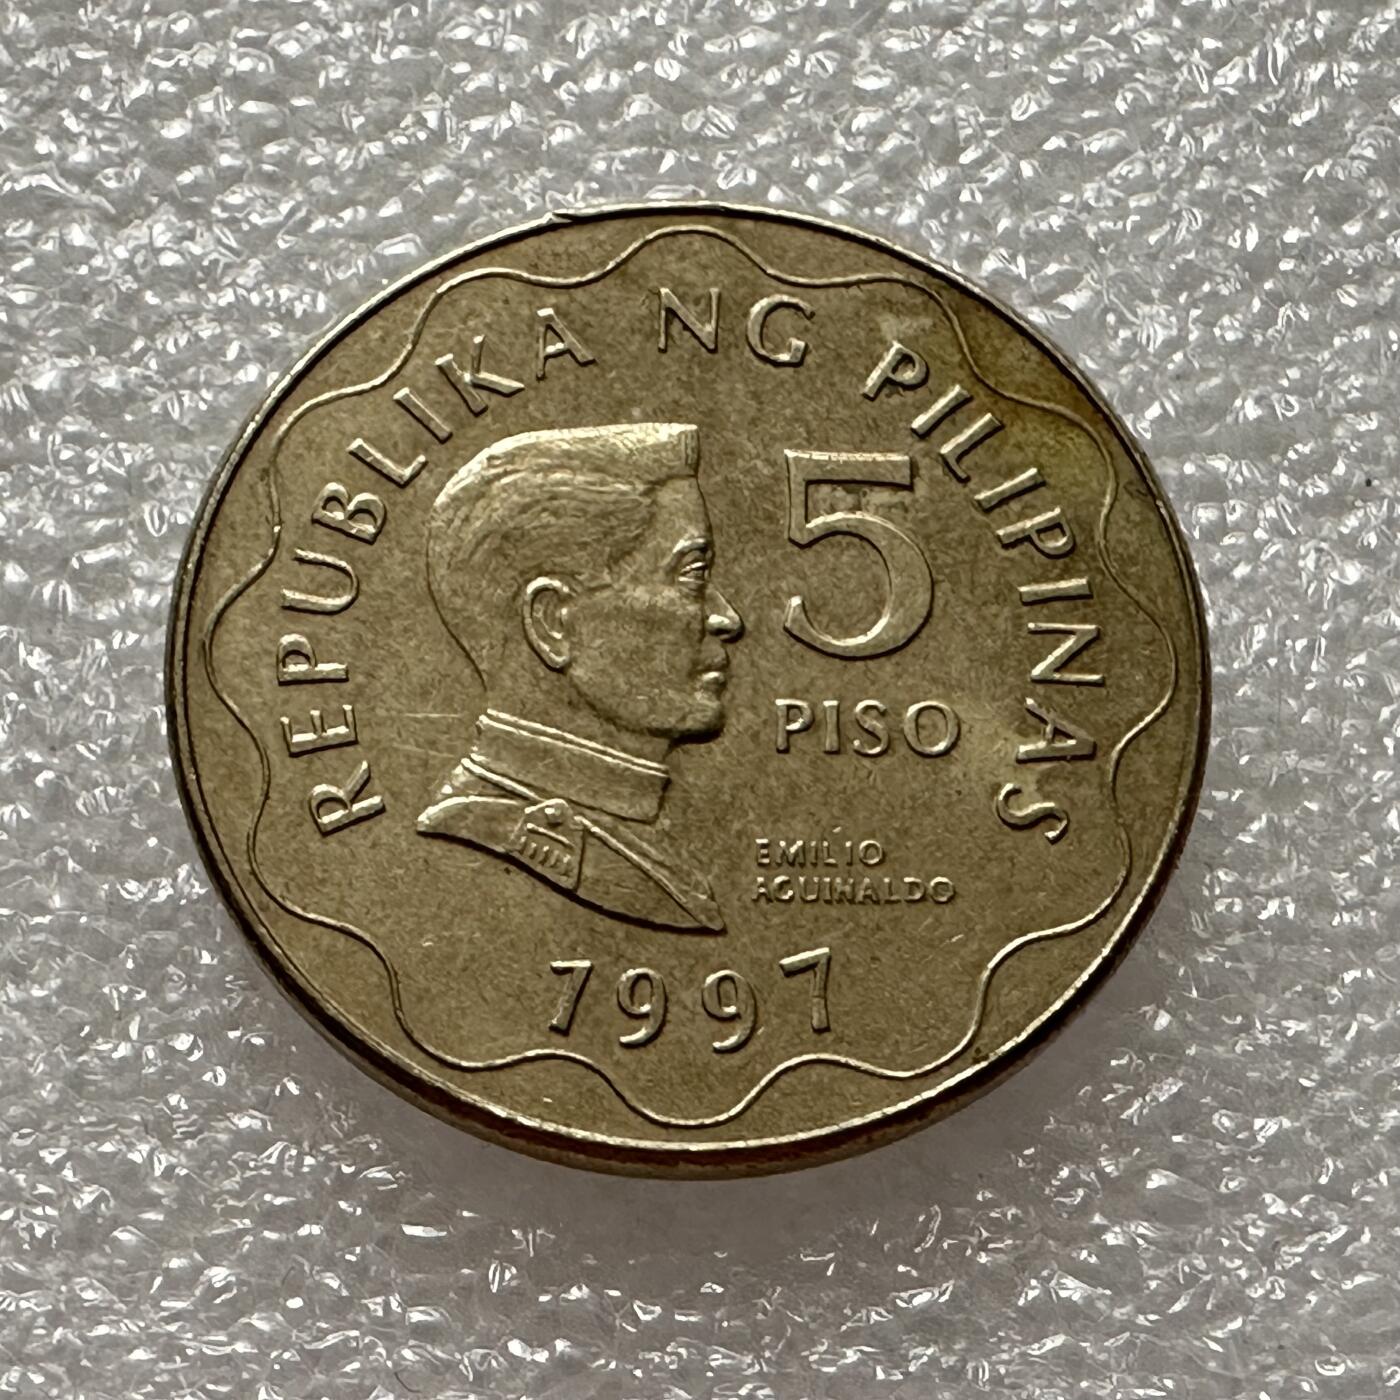 REPUBLIKA NG PILIPINAS
5
PISO
EMILIO
AGUINALDO
1997